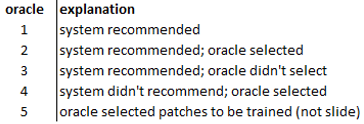 oracle explanation
1 system recommended
2 system recommended; oracle selected
3 system recommended; oracle didn't select
4 system didn't recommend; oracle selected
5 oracle selected patches to be trained (not slide)